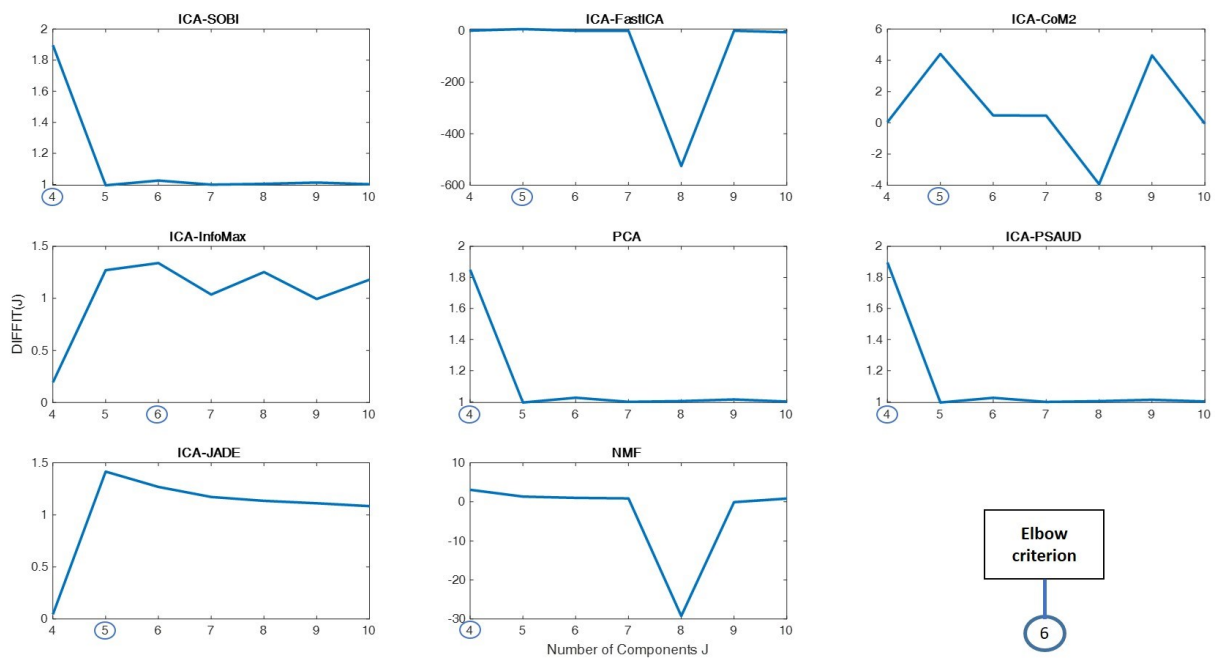 ICA-SOBI
2
1.8
1.6
1.4
1.2
1
4 5 6 7 8 9 10
ICA-FastICA
0
-200
-400
-600
4 5 6 7 8 9 10
ICA-CoM2
6
4
2
0
-2
-4
4 5 6 7 8 9 10
ICA-InfoMax
DIFFIT(J)
1.5
1
0.5
0
4 5 6 7 8 9 10
PCA
2
1.8
1.6
1.4
1.2
1
4 5 6 7 8 9 10
ICA-PSAUD
2
1.8
1.6
1.4
1.2
1
4 5 6 7 8 9 10
ICA-JADE
1.5
1
0.5
0
4 5 6 7 8 9 10
NMF
10
0
-10
-20
-30
4 5 6 7 8 9 10
Number of Components J
Elbow
criterion
6